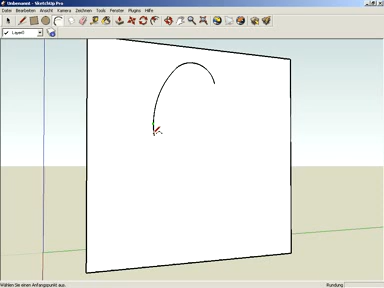 Unbenannt - SketchUp Pro
Datei Bearbeiten Ansicht Kamera Zeichnen Tools Fenster Plugins Hilfe
Layer0
Wählen Sie einen Anfangspunkt aus.
Rundung